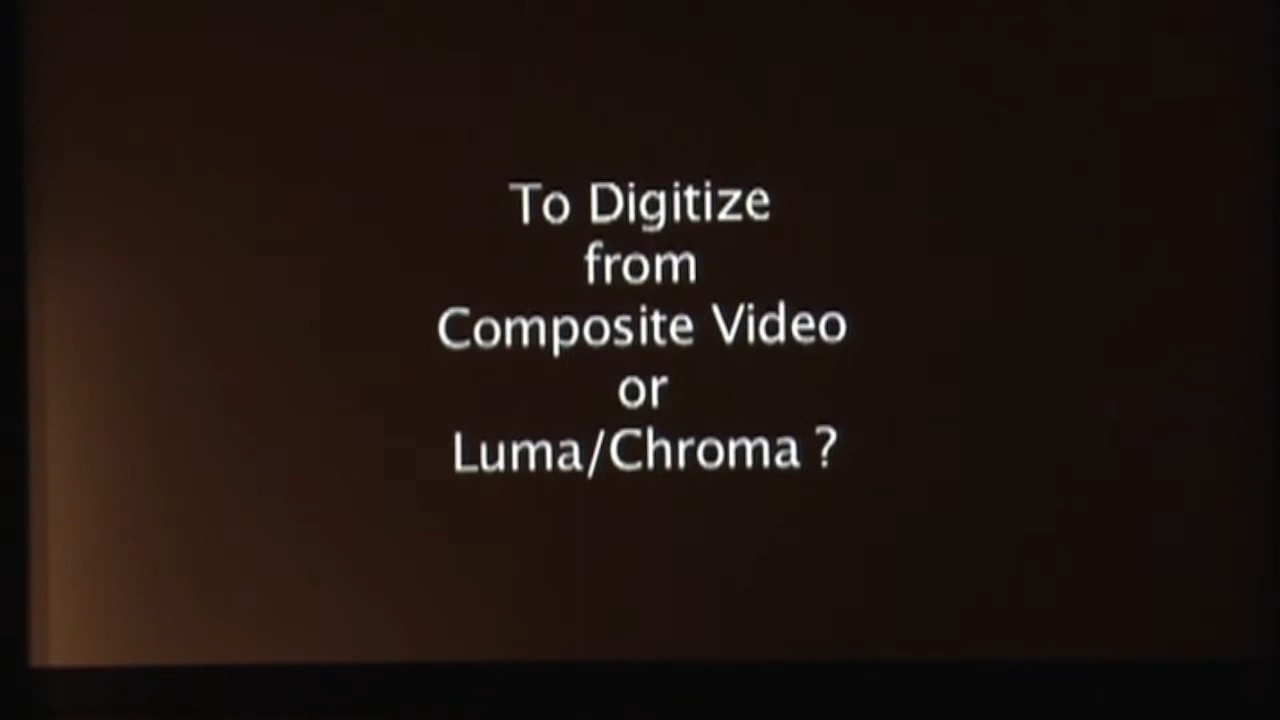 To Digitize
from
Composite Video
or
Luma/Chroma ?